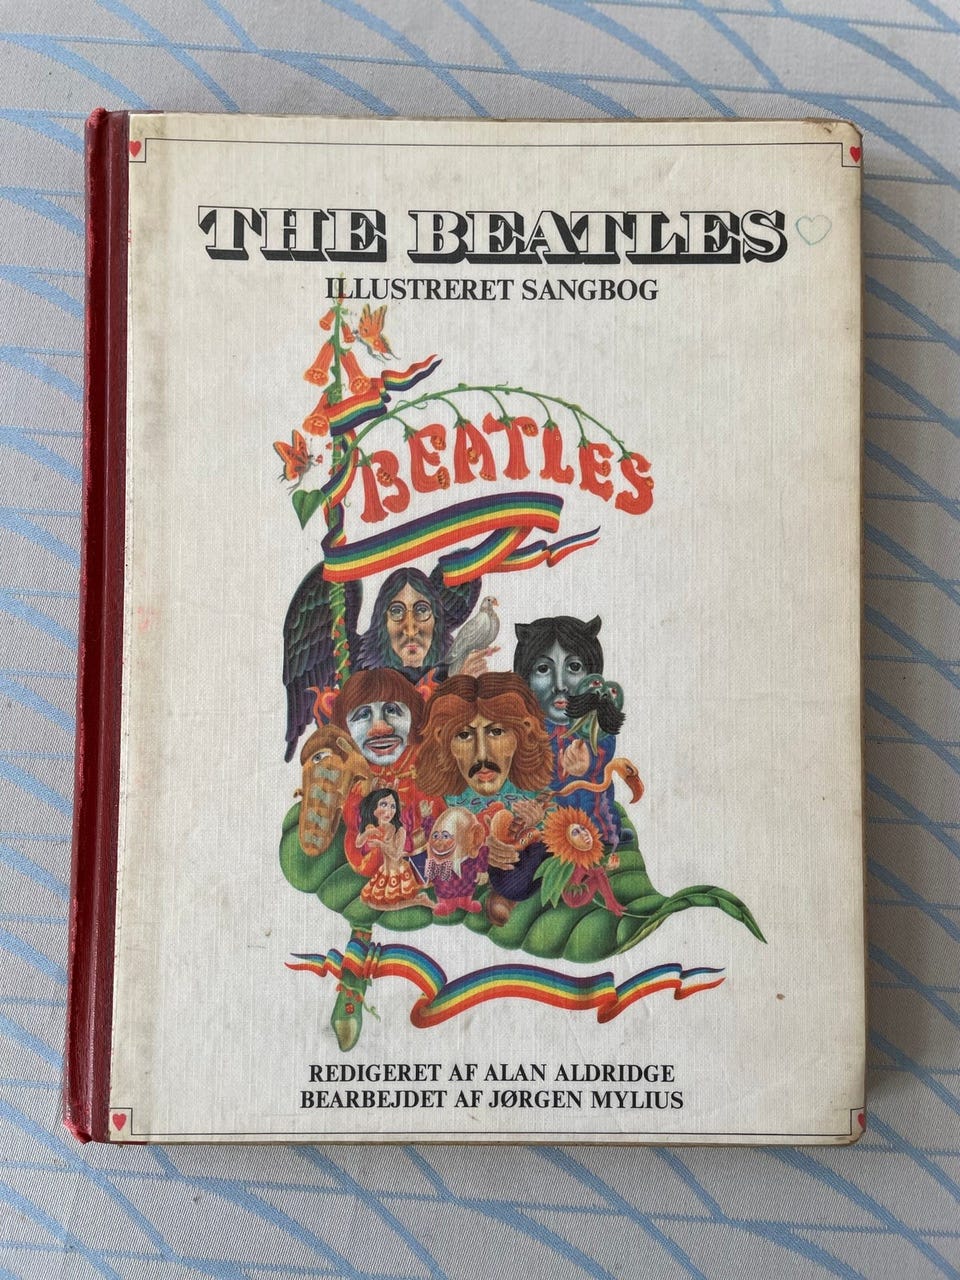 THE BEATLES
ILLUSTRERET SANGBOG
BEATLES
REDIGERET AF ALAN ALDRIDGE
BEARBEJDET AF JØRGEN MYLIUS